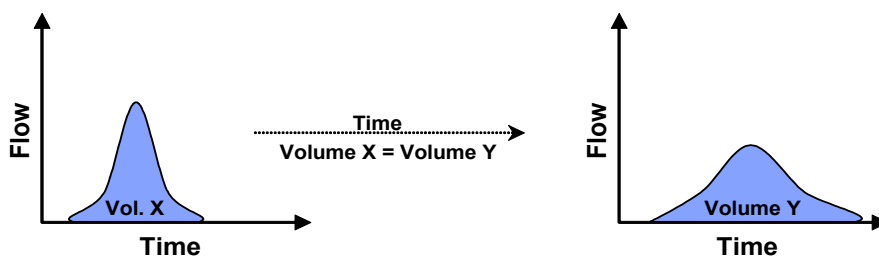 Flow
Vol. X
Time
Time
Volume X = Volume Y
Flow
Volume Y
Time